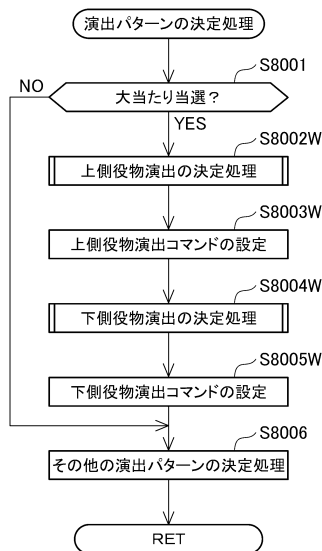 演出パターンの決定処理
S8001
NO
大当たり当選？
YES
S8002W
上側役物演出の決定処理
S8003W
上側役物演出コマンドの設定
S8004W
下側役物演出の決定処理
S8005W
下側役物演出コマンドの設定
S8006
その他の演出パターンの決定処理
RET